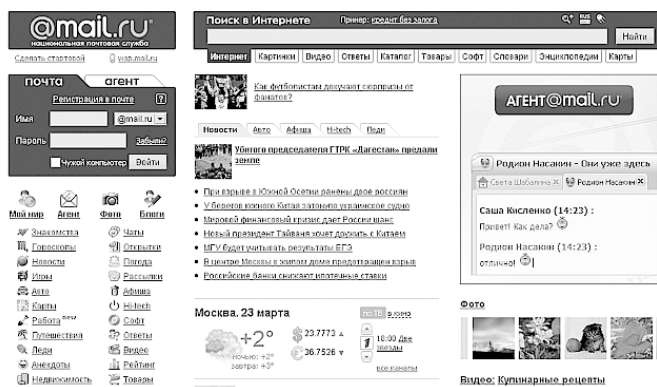 @mail.ru
национальная почтовая служба
Сделать стартовой wap.mail.ru
почта агент
Регистрация в почте ?
Имя @mail.ru
Пароль Забыли?
Чужой компьютер Войти
Мой мир Агент Фото Блоги
Знакомства Чаты
Гороскопы Открытки
Новости Погода
Игры Рассылки
Авто Афиша
Карты Hi-tech
Работа new Софт
Путешествия Ответы
Леди Видео
Анекдоты Рейтинг
Недвижимость Товары
Поиск в Интернете Пример: кредит без залога RUS
Найти
Интернет Картинки Видео Ответы Каталог Товары Софт Словари Энциклопедии Карты
Как футболистам докучают сюрпризы от
фанатов?
Новости Авто Афиша Hi-tech Леди
Убитого председателя ГТРК «Дагестан» предали
земле
При взрыве в Южной Осетии ранены двое россиян
У берегов южного Китая затонуло украинское судно
Мировой финансовый кризис дает России шанс
Новый президент Тайваня хочет дружить с Китаем
МГУ будет учитывать результаты ЕГЭ
В центре Москвы в жилом доме предотвращен взрыв
Российские банки снижают ипотечные ставки
Москва. 23 марта
+2°
ночью: +2°
завтра: +3°
$ 23.7773
€ 36.7526
по ТВ в кино
1 18:00 Две
звезды
все каналы
АГЕНТ@mail.ru
Родион Насакин - Они уже здесь
Света Шабалина Родион Насакин
Саша Кисленко (14:23) :
Привет! Как дела?
Родион Насакин (14:23) :
отлично!
Фото
Видео: Кулинарные рецепты